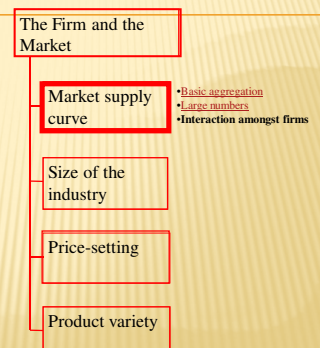 The Firm and the
Market
Market supply
curve
•Basic aggregation
•Large numbers
•Interaction amongst firms
Size of the
industry
Price-setting
Product variety